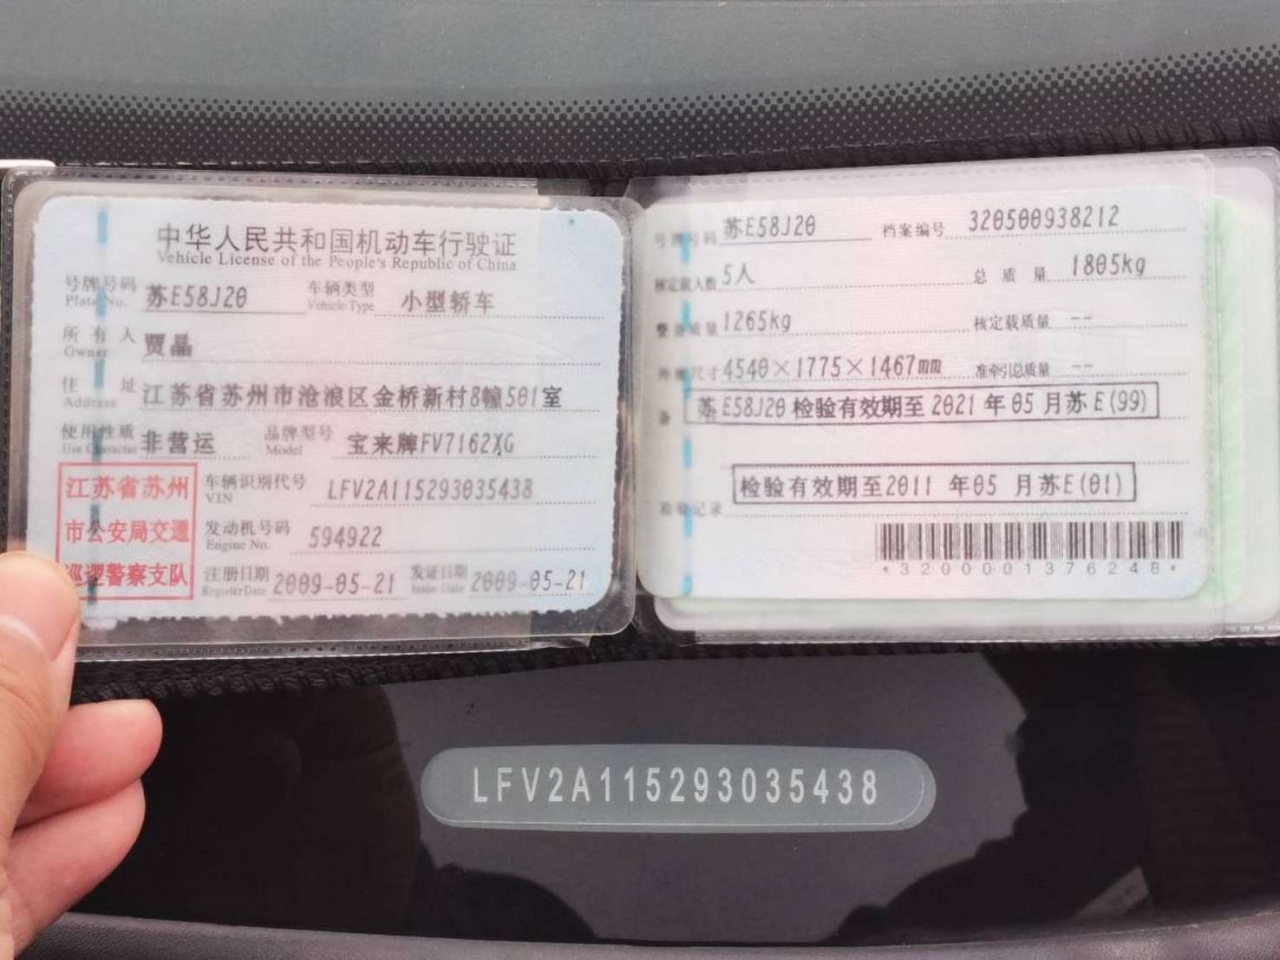 中华人民共和国机动车行驶证
Vehicle License of the People's Republic of China
号牌号码 苏E58J20 车辆类型 小型轿车
Plate No. Vehicle Type
所有人 贾晶
Owner
住址 江苏省苏州市沧浪区金桥新村8幢501室
Address
使用性质 非营运 品牌型号 宝来牌FV7162XG
Use Character Model
江苏省苏州
市公安局交通
巡逻警察支队
车辆识别代号 LFV2A115293035438
VIN
发动机号码 594922
Engine No.
注册日期 2009-05-21 发证日期 2009-05-21
Register Date Issue Date
号牌号码 苏E58J20 档案编号 320500938212
核定载人数 5人 总质量 1805kg
整备质量 1265kg 核定载质量 --
外廓尺寸 4540×1775×1467mm 准牵引总质量 --
备 苏E58J20 检验有效期至 2021 年 05 月苏E(99)
检验有效期至2011 年05 月苏E(01)
检验记录
*3200001376248*
LFV2A115293035438